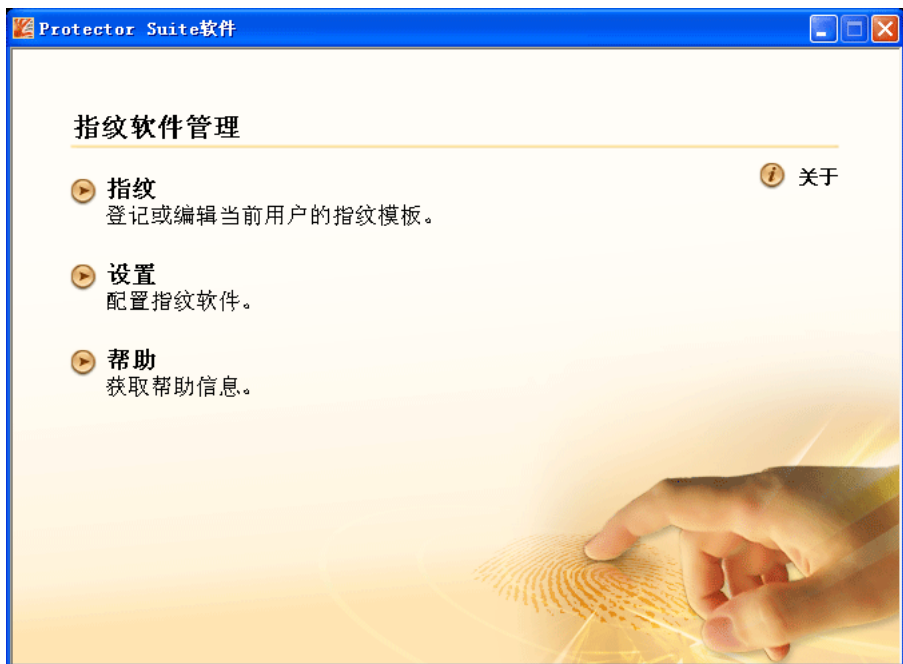 Protector Suite软件
指纹软件管理
关于
指纹
登记或编辑当前用户的指纹模板。
设置
配置指纹软件。
帮助
获取帮助信息。